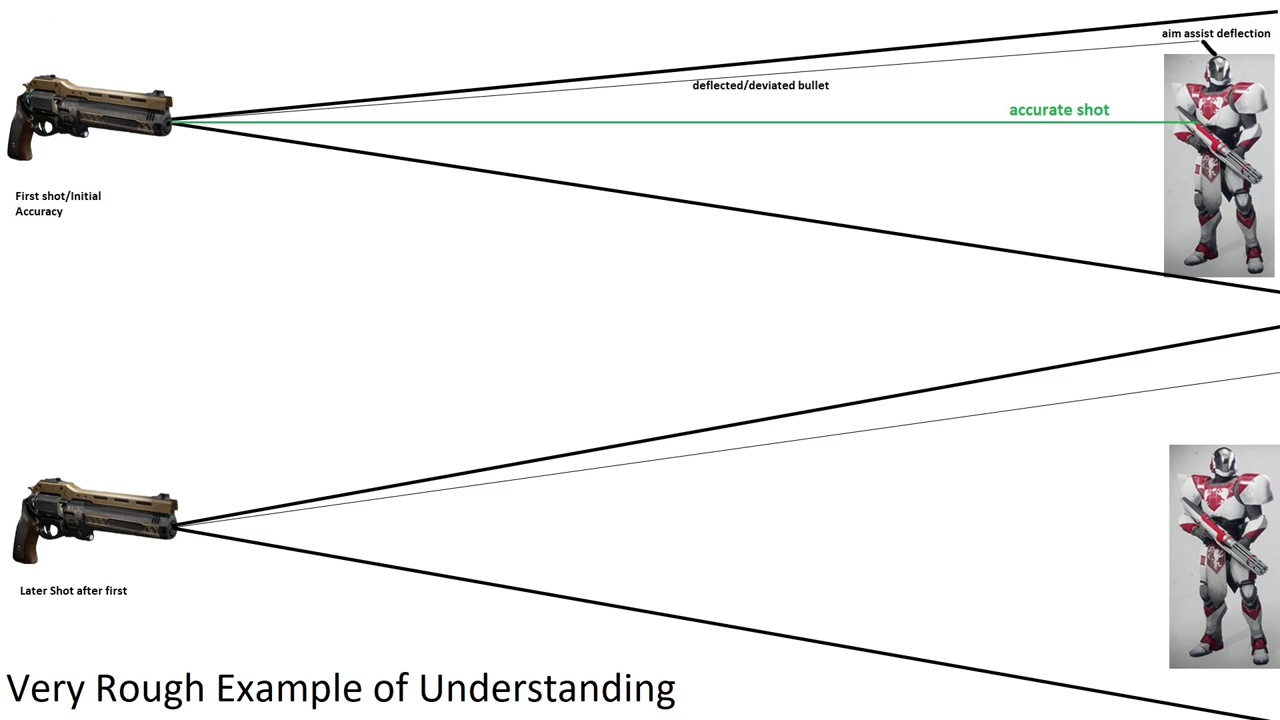 aim assist deflection
deflected/deviated bullet
accurate shot
First shot/Initial
Accuracy
Later Shot after first
Very Rough Example of Understanding